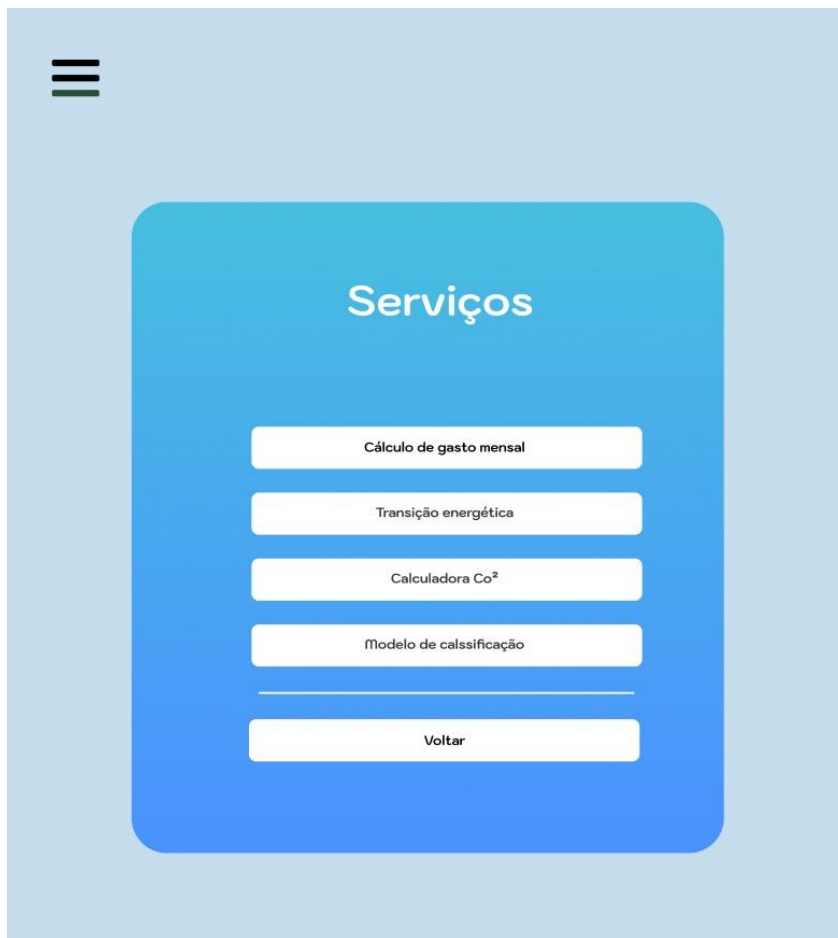 Serviços
Cálculo de gasto mensal
Transição energética
Calculadora Co²
Modelo de calssificação
Voltar